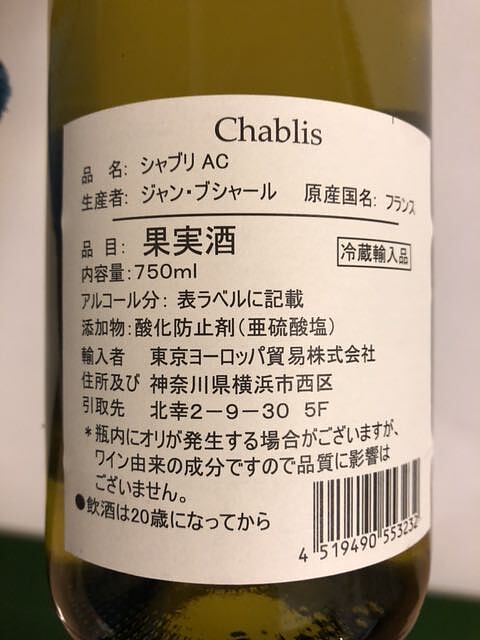 Chablis
品 名: シャブリ AC
生産者: ジャン・ブシャール 原産国名: フランス
品 目: 果実酒 冷蔵輸入品
内容量:750ml
アルコール分: 表ラベルに記載
添加物:酸化防止剤(亜硫酸塩)
輸入者 東京ヨーロッパ貿易株式会社
住所及び 神奈川県横浜市西区
引取先 北幸2-9-30 5F
*瓶内にオリが発生する場合がございますが、
ワイン由来の成分ですので品質に影響は
ございません。
●飲酒は20歳になってから
4 519490 553232